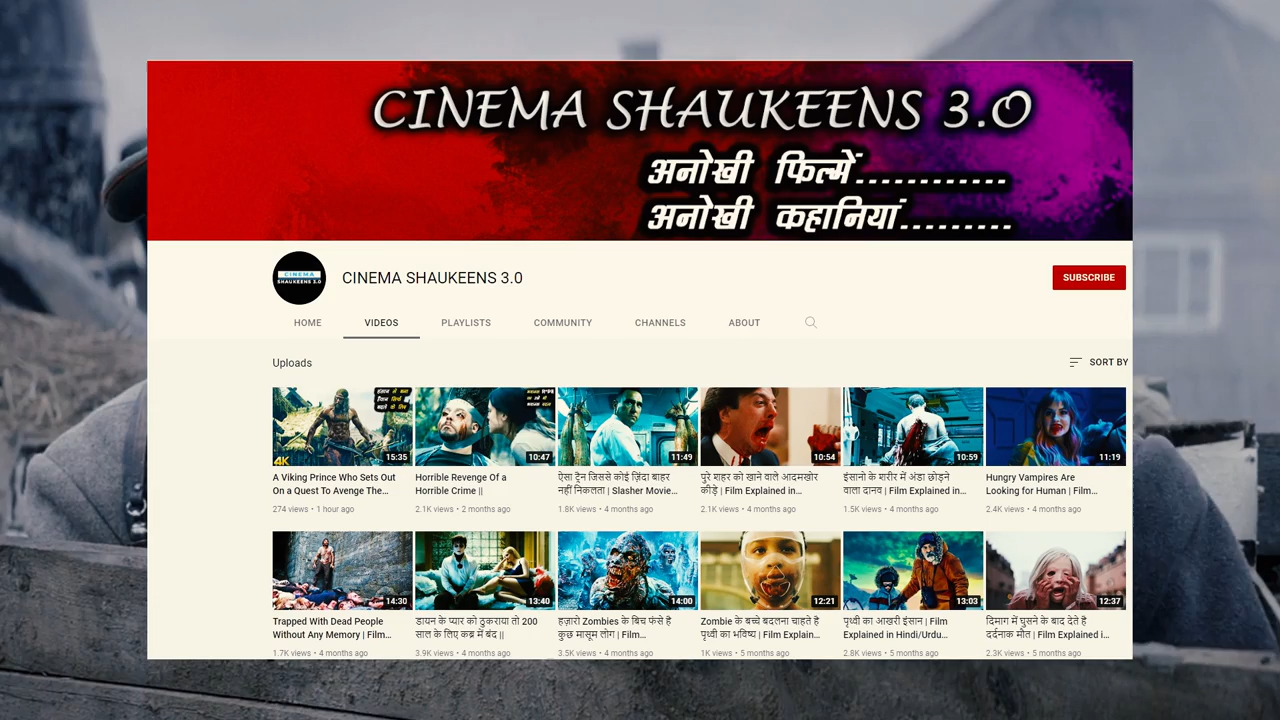 CINEMA SHAUKEENS 3.0
अनोखी फिल्में............
अनोखी कहानियां.........
CINEMA
SHAUKEENS 3.0
CINEMA SHAUKEENS 3.0
SUBSCRIBE
HOME VIDEOS PLAYLISTS COMMUNITY CHANNELS ABOUT
Uploads
SORT BY
4K 15:35
10:47
11:49
10:54
10:59
11:19
A Viking Prince Who Sets Out
On a Quest To Avenge The...
274 views • 1 hour ago
Horrible Revenge Of a
Horrible Crime ||
2.1K views • 2 months ago
ऐसा ट्रैन जिससे कोई ज़िंदा बाहर
नहीं निकलता | Slasher Movie...
1.8K views • 4 months ago
पुरे शहर को खाने वाले आदमखोर
कीड़े | Film Explained in...
2.1K views • 4 months ago
इंसानो के शरीर में अंडा छोड़ने
वाला दानव | Film Explained in...
1.5K views • 4 months ago
Hungry Vampires Are
Looking for Human | Film...
2.4K views • 4 months ago
14:30
13:40
14:00
12:21
13:03
12:37
Trapped With Dead People
Without Any Memory | Film...
1.7K views • 4 months ago
डायन के प्यार को ठुकराया तो 200
साल के लिए कब्र में बंद ||
3.9K views • 4 months ago
हज़ारो Zombies के बिच फंसे है
कुछ मासूम लोग | Film...
3.5K views • 4 months ago
Zombie के बच्चे बदलना चाहते है
पृथ्वी का भविष्य | Film Explain...
1K views • 5 months ago
पृथ्वी का आखरी इंसान | Film
Explained in Hindi/Urdu...
2.8K views • 5 months ago
दिमाग में घुसने के बाद देते है
दर्दनाक मौत | Film Explained i...
2.3K views • 5 months ago